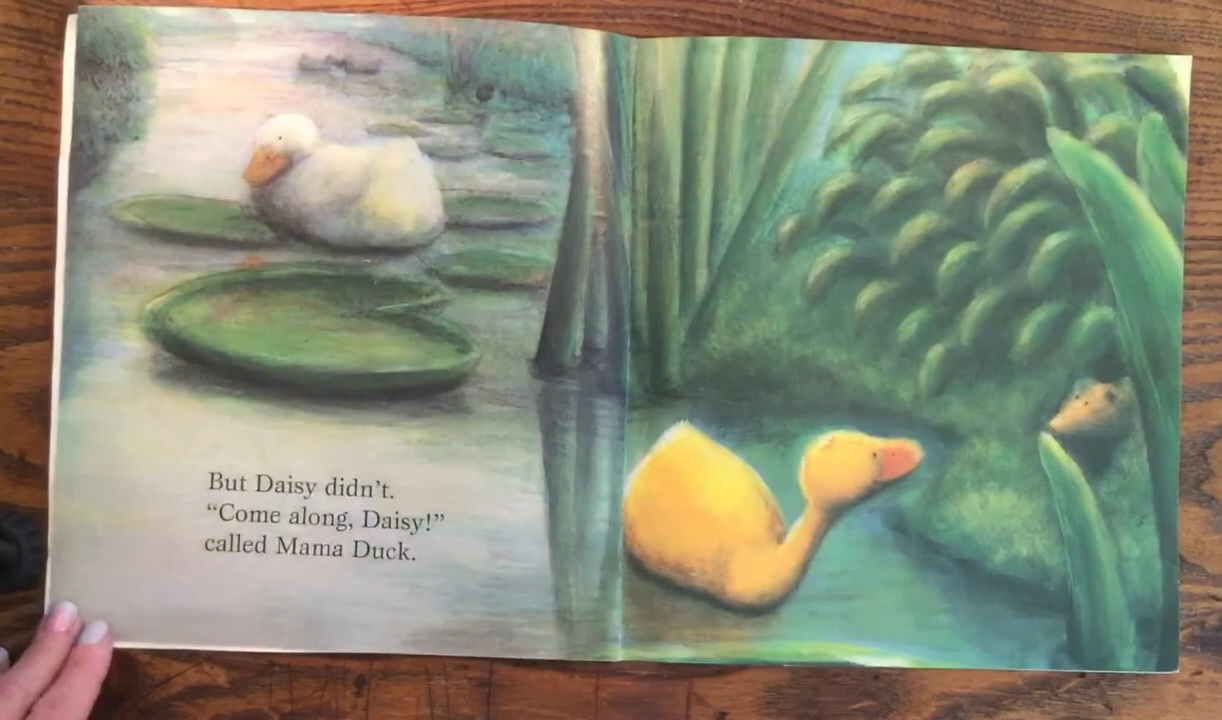 But Daisy didn't.
“Come along, Daisy!”
called Mama Duck.